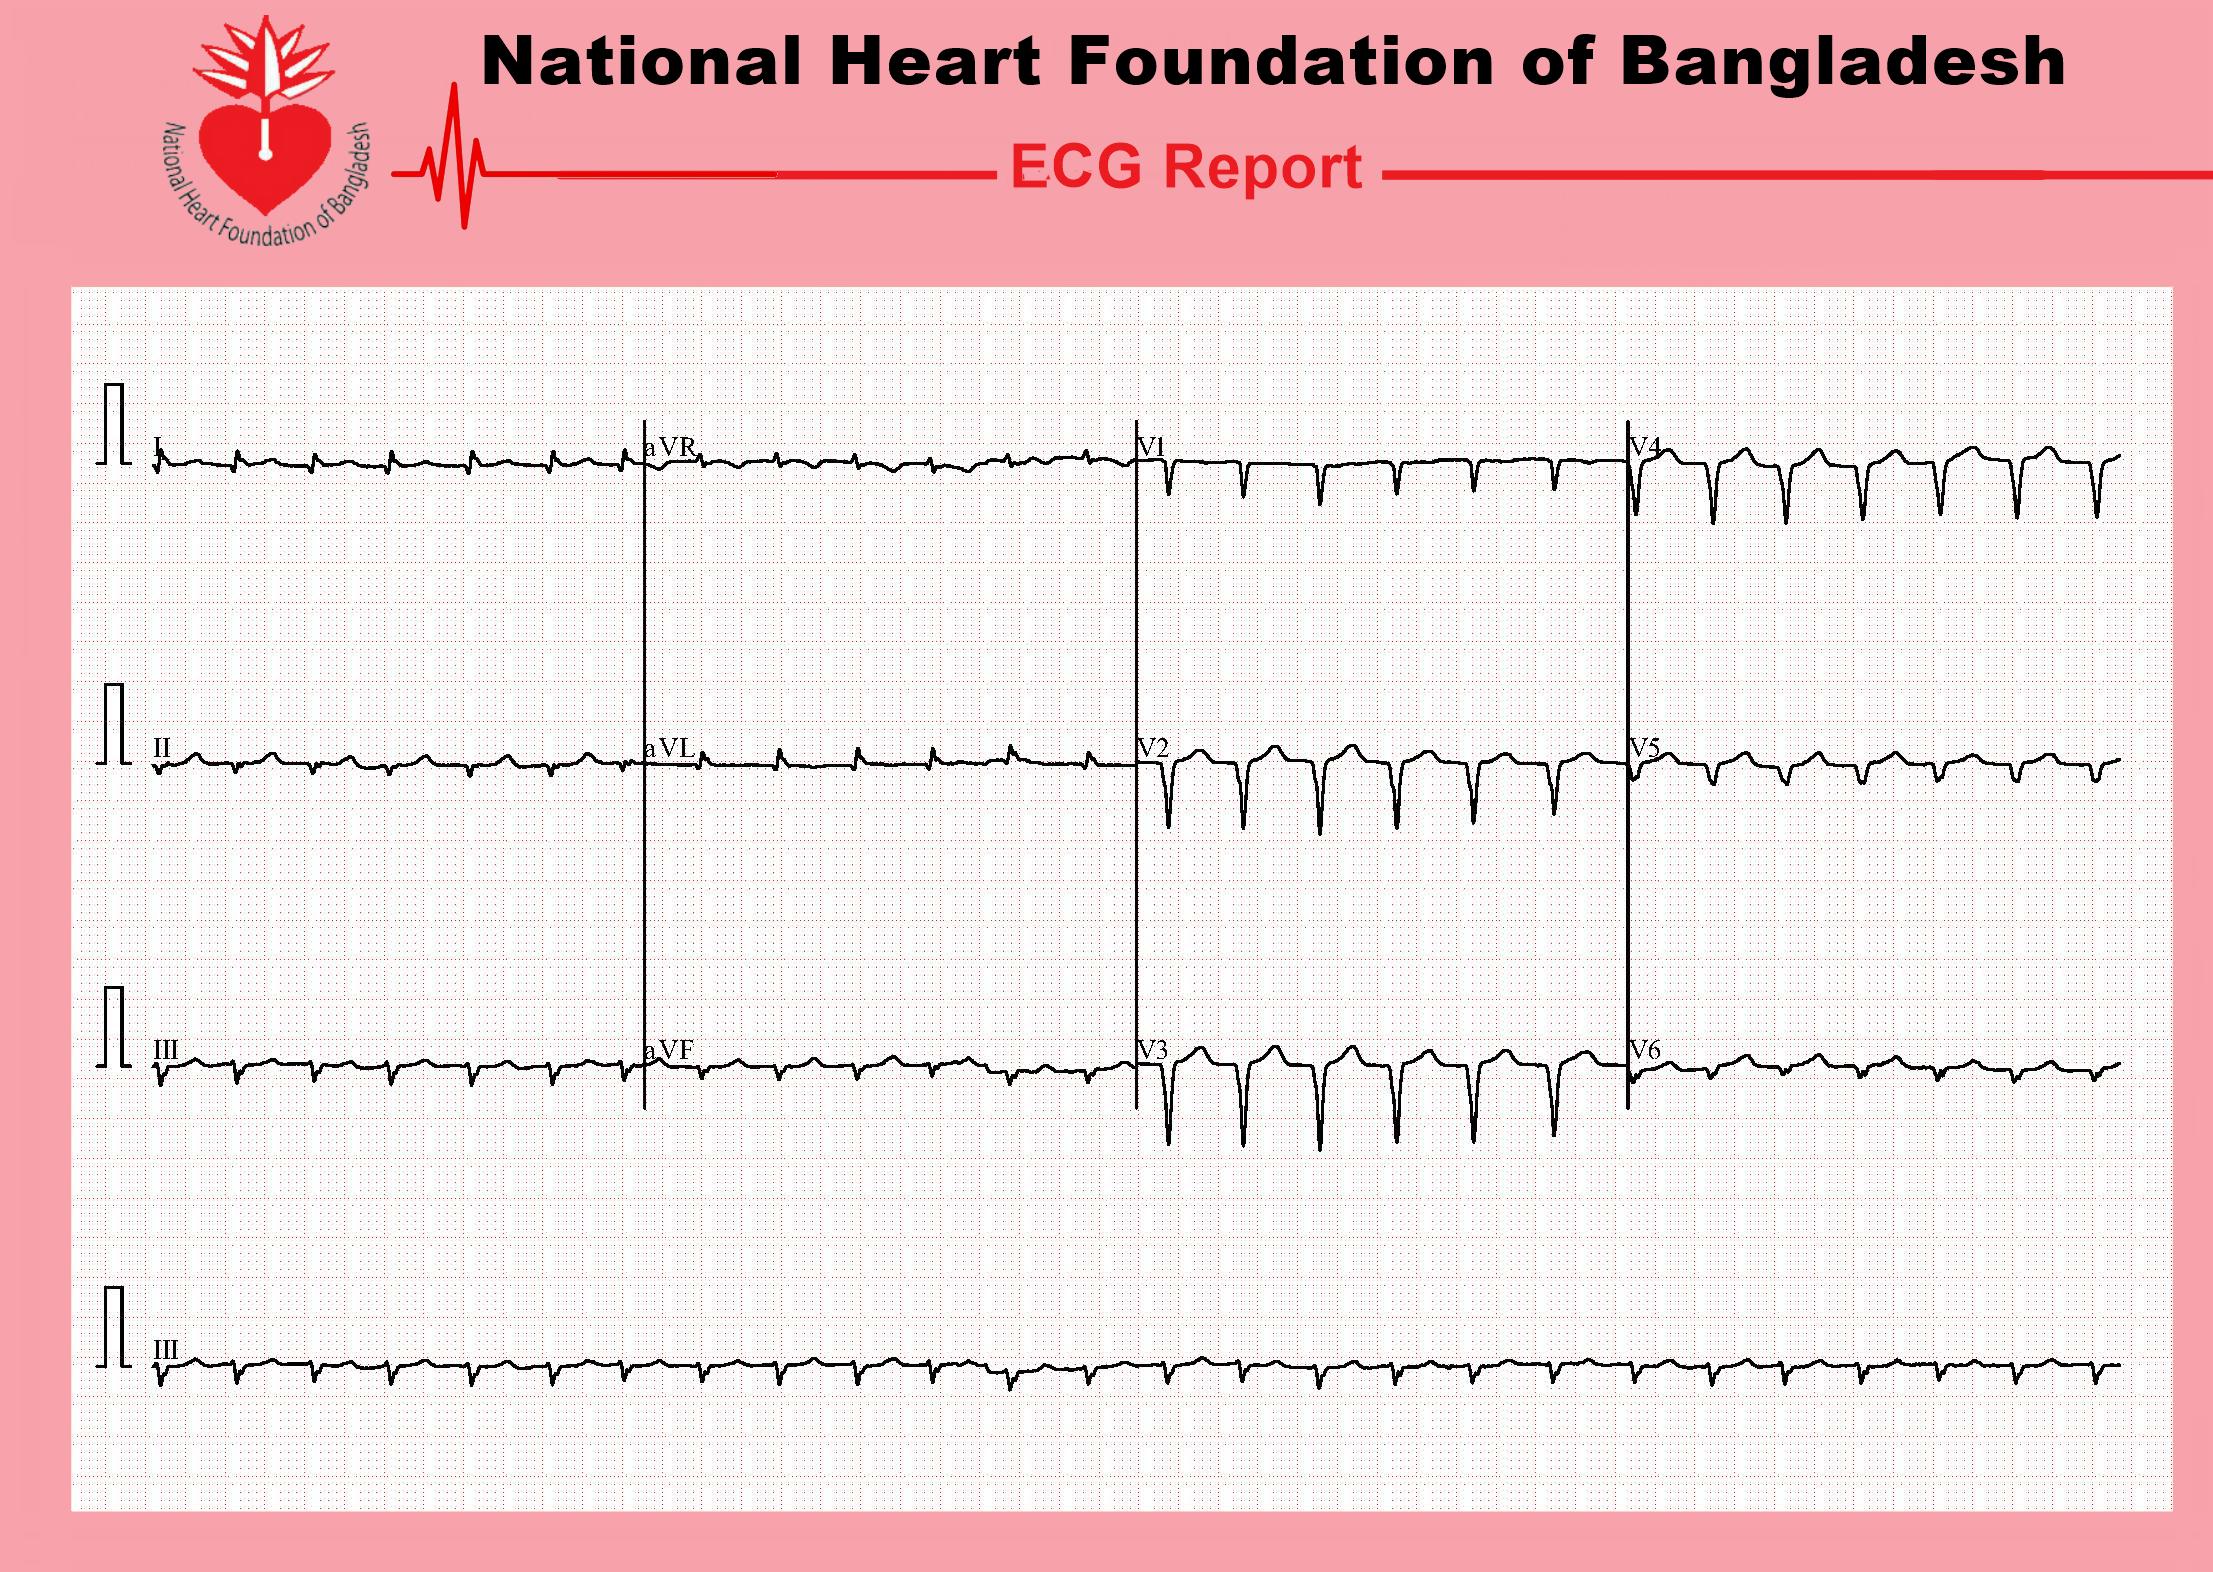 National Heart Foundation of Bangladesh
National Heart Foundation of Bangladesh
ECG Report
I
aVR
V1
V4
II
aVL
V2
V5
III
aVF
V3
V6
III